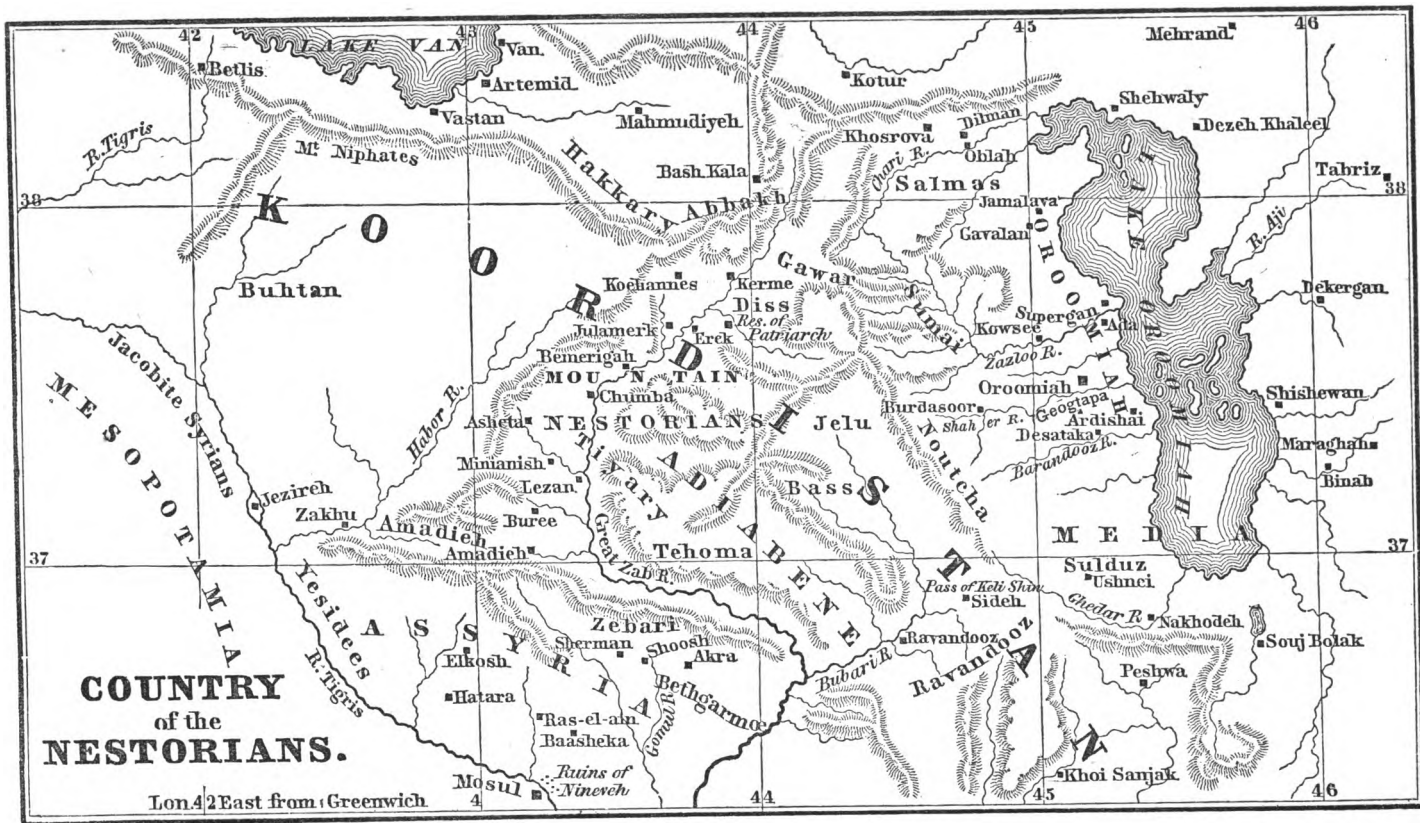 42
43
44
45
46
LAKE VAN
Van
Mehrand
Betlis
Artemid
Kotur
Shehwaly
Vastan
Mahmudiyeh
Khosrova
Dilman
Dezeh Khaleel
R. Tigris
Mt. Niphates
Hakkary
Bash Kala
Chari R.
Oblah
Salmas
Tabriz
38
38
KOORDISTAN
Abbakh
Jamalava
Gavalan
OROOMIAH
LAKE OROOMIAH
R. Aji
Buhtan
Kochannes
Kerme
Gawar
Diss
Sumai
Supergan
Dekergan
Julamerk
Erek
Res. of
Patriarch
Kowsee
Ada
Bemerigah
Zazloo R.
Jacobite Syrians
MOUNTAIN
NESTORIANS
Chumba
Oroomiah
Shishewan
MESOPOTAMIA
Habor R.
Asheta
Jelu
Burdasoor
Geogtapa
Shaher R.
Ardishai
Desataka
Maraghah
Minianish
Tiyary
ADIABENE
Noutcha
Barandooz R.
Binab
Lezan
Bass
Jezireh
Zakhu
Buree
Amadieh
Amadieh
Great Zab R.
Tehoma
MEDIA
37
37
Sulduz
Ushnei
Yesidees
Pass of Keli Shin
Sideh
Ghedar R.
Nakhodeh
ASSYRIA
Zebari
Sherman
Shoosh
Akra
Ravandooz
Souj Bolak
Elkosh
Bubari R.
Ravandooz
Peshwa
R. Tigris
Hatara
Bethgarmœ
COUNTRY
of the
NESTORIANS.
Ras-el-ain
Baasheka
Gomul R.
Ruins of
Nineveh
Mosul
Khoi Sanjak
Lon. 42 East from Greenwich
4
44
45
46